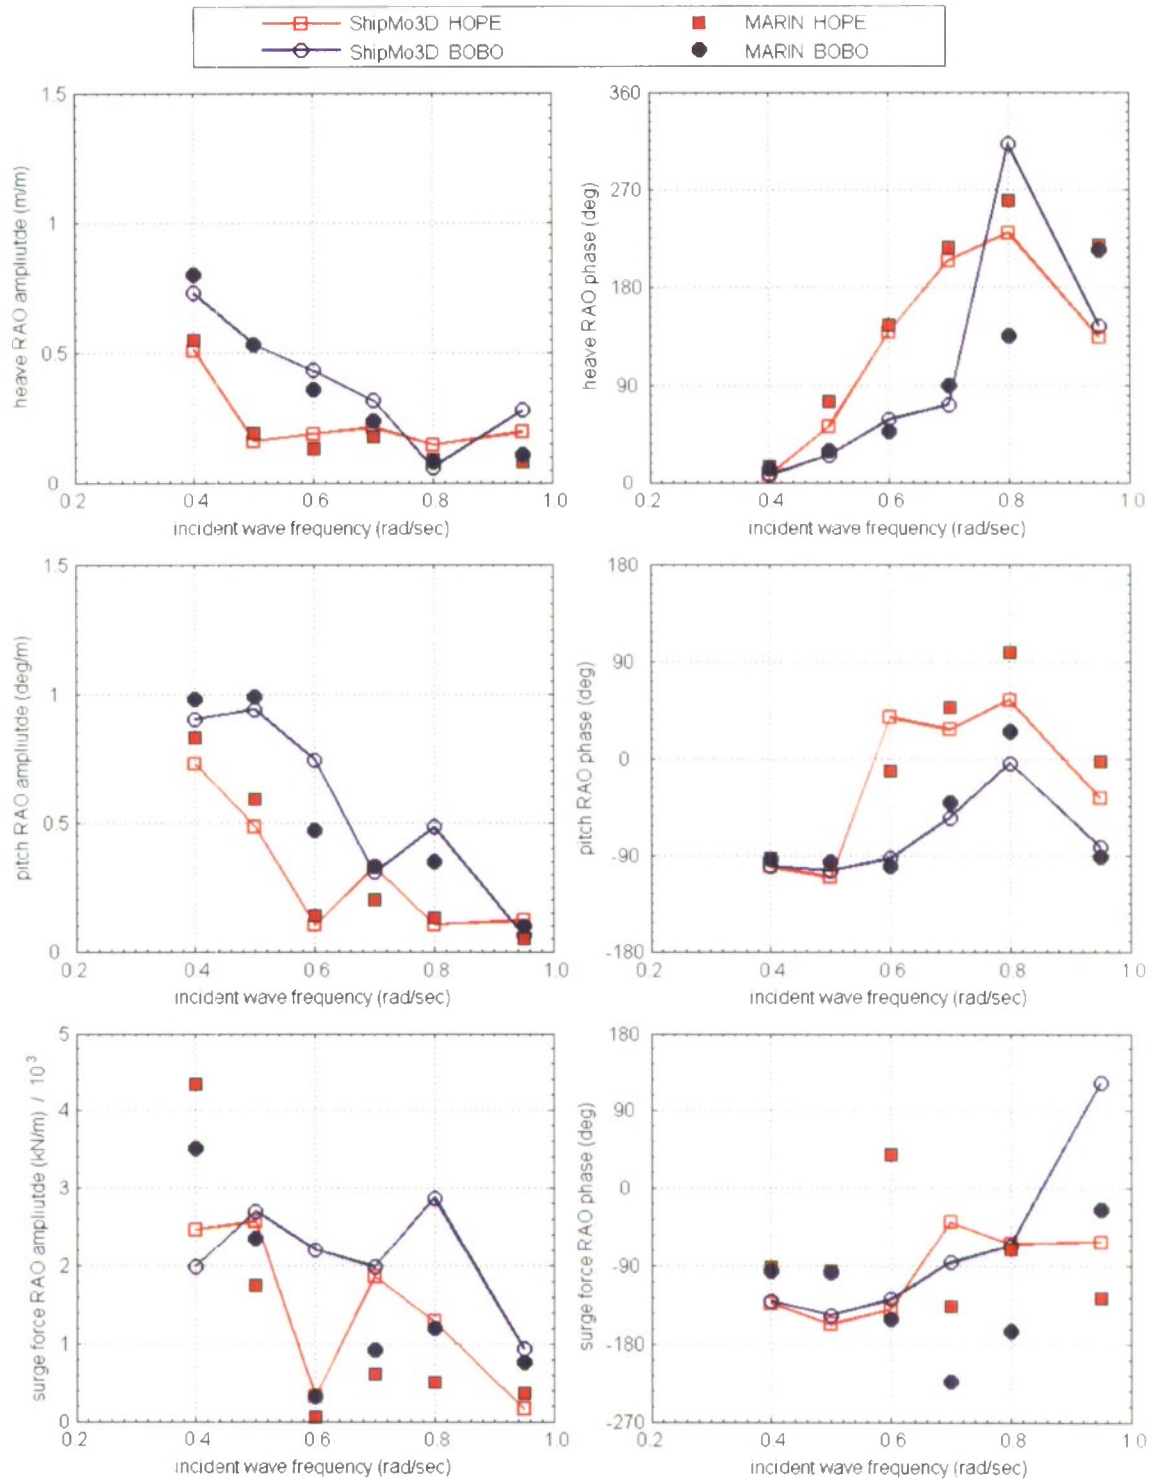 ShipMo3D HOPE MARIN HOPE
ShipMo3D BOBO MARIN BOBO
1.5
1
0.5
0
0.2 0.4 0.6 0.8 1.0
heave RAO ampliutde (m/m)
incident wave frequency (rad/sec)
360
270
180
90
0
0.2 0.4 0.6 0.8 1.0
heave RAO phase (deg)
incident wave frequency (rad/sec)
1.5
1
0.5
0
0.2 0.4 0.6 0.8 1.0
pitch RAO ampliutde (deg/m)
incident wave frequency (rad/sec)
180
90
0
-90
-180
0.2 0.4 0.6 0.8 1.0
pitch RAO phase (deg)
incident wave frequency (rad/sec)
5
4
3
2
1
0
0.2 0.4 0.6 0.8 1.0
surge force RAO ampliutde (kN/m) / 10³
incident wave frequency (rad/sec)
180
90
0
-90
-180
-270
0.2 0.4 0.6 0.8 1.0
surge force RAO phase (deg)
incident wave frequency (rad/sec)